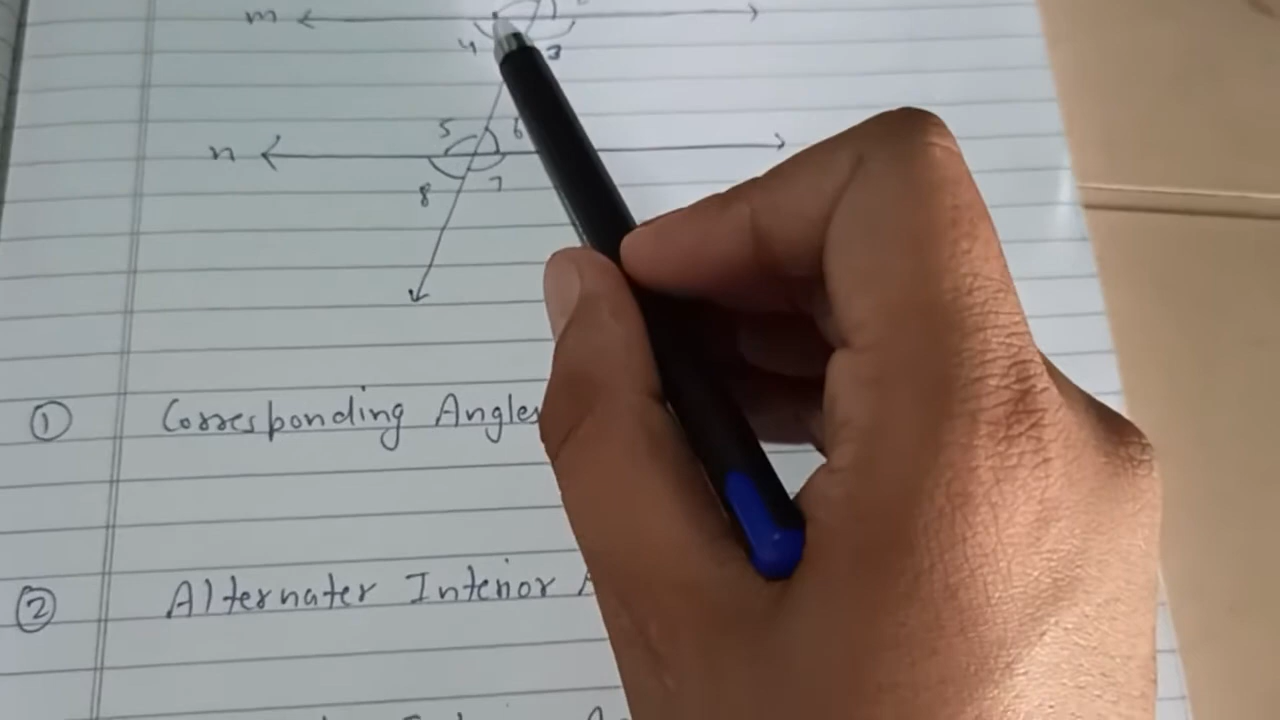 m
4 3
5 6
n
8 7
① Corresponding Angles
② Alternater Interior